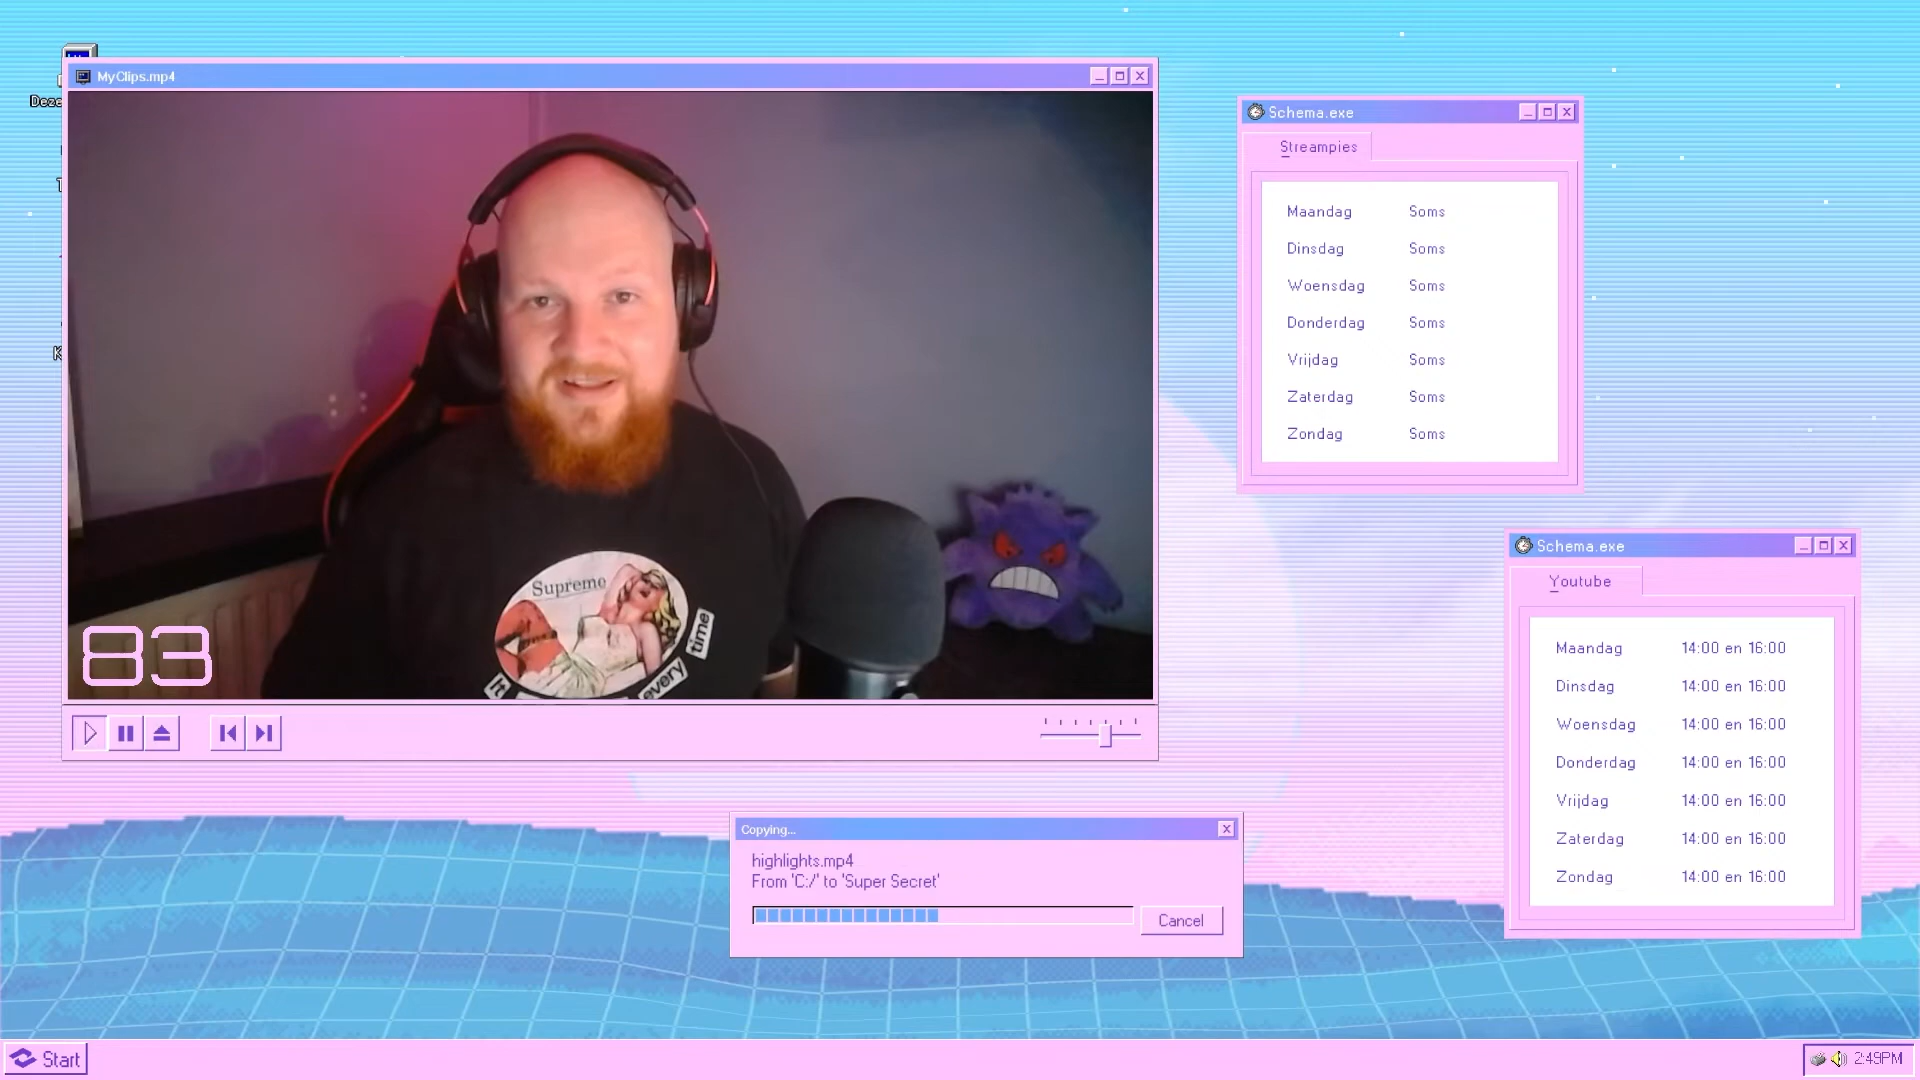 Deze
MyClips.mp4
Supreme
It
every
time
83
Schema.exe
Streampies
Maandag Soms
Dinsdag Soms
Woensdag Soms
Donderdag Soms
Vrijdag Soms
Zaterdag Soms
Zondag Soms
Schema.exe
Youtube
Maandag 14:00 en 16:00
Dinsdag 14:00 en 16:00
Woensdag 14:00 en 16:00
Donderdag 14:00 en 16:00
Vrijdag 14:00 en 16:00
Zaterdag 14:00 en 16:00
Zondag 14:00 en 16:00
Copying...
highlights.mp4
From 'C:/' to 'Super Secret'
Cancel
Start
2:49PM